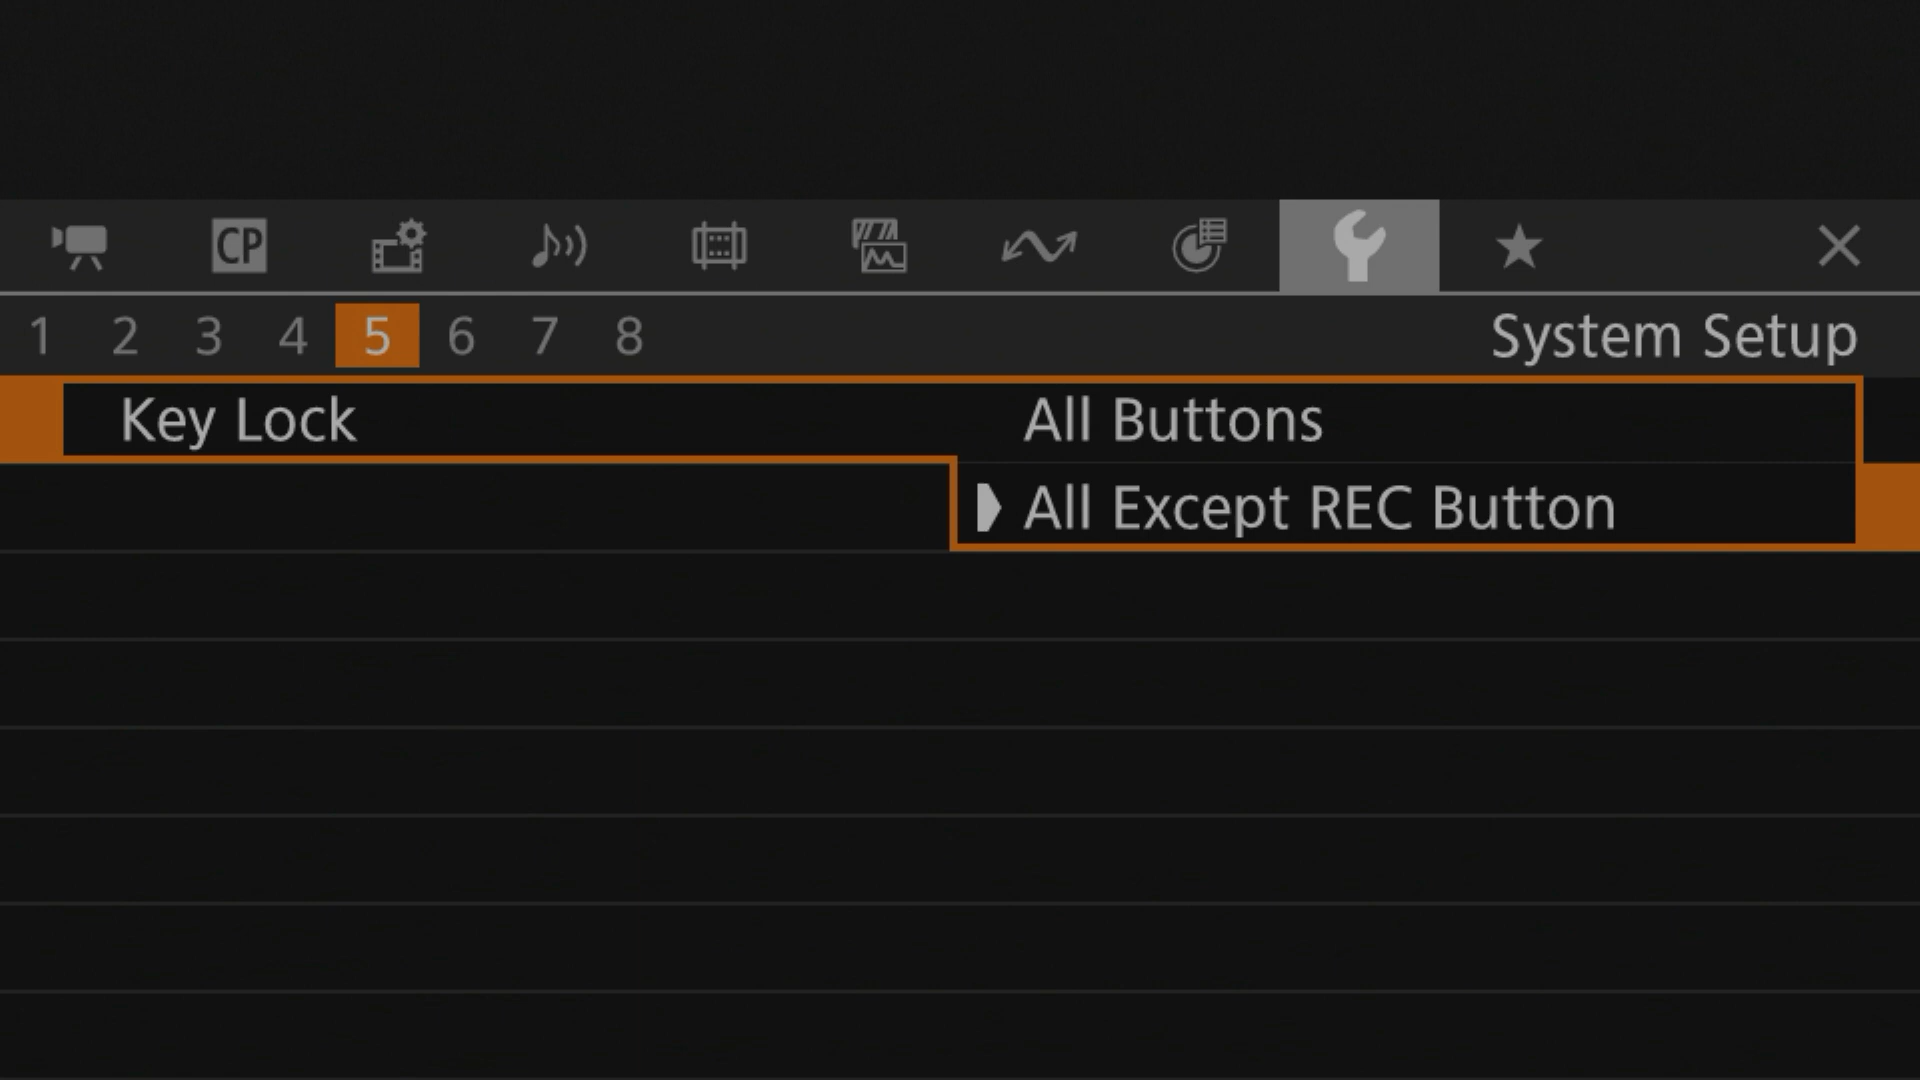 CP
1 2 3 4 5 6 7 8 System Setup
Key Lock All Buttons
All Except REC Button